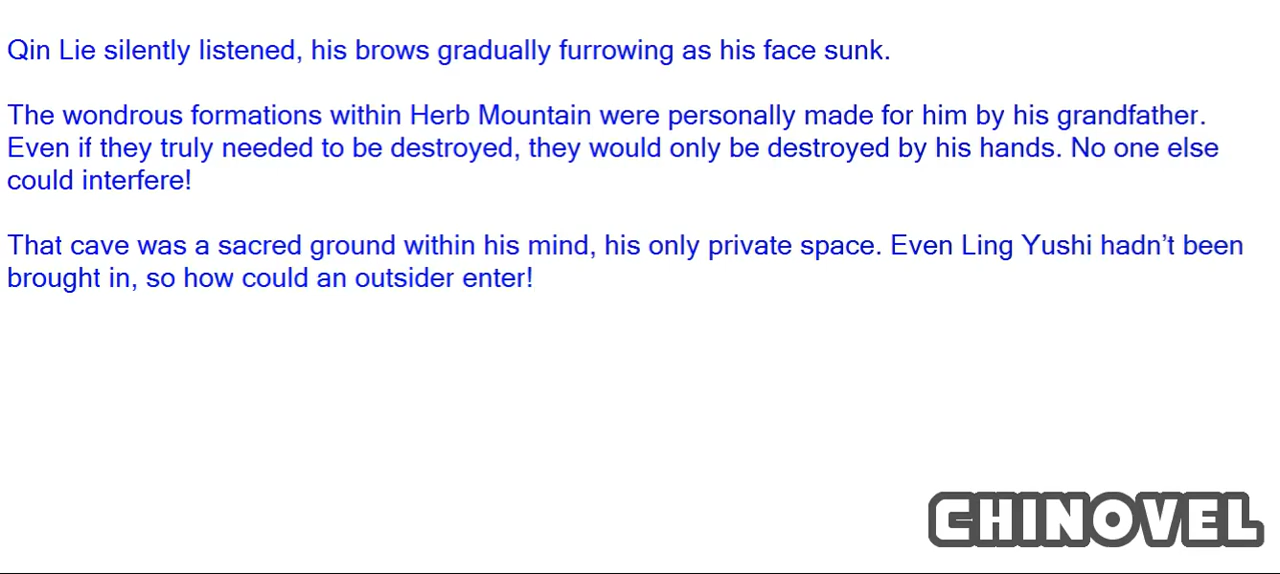 Qin Lie silently listened, his brows gradually furrowing as his face sunk.
The wondrous formations within Herb Mountain were personally made for him by his grandfather.
Even if they truly needed to be destroyed, they would only be destroyed by his hands. No one else
could interfere!
That cave was a sacred ground within his mind, his only private space. Even Ling Yushi hadn’t been
brought in, so how could an outsider enter!
CHINOVEL